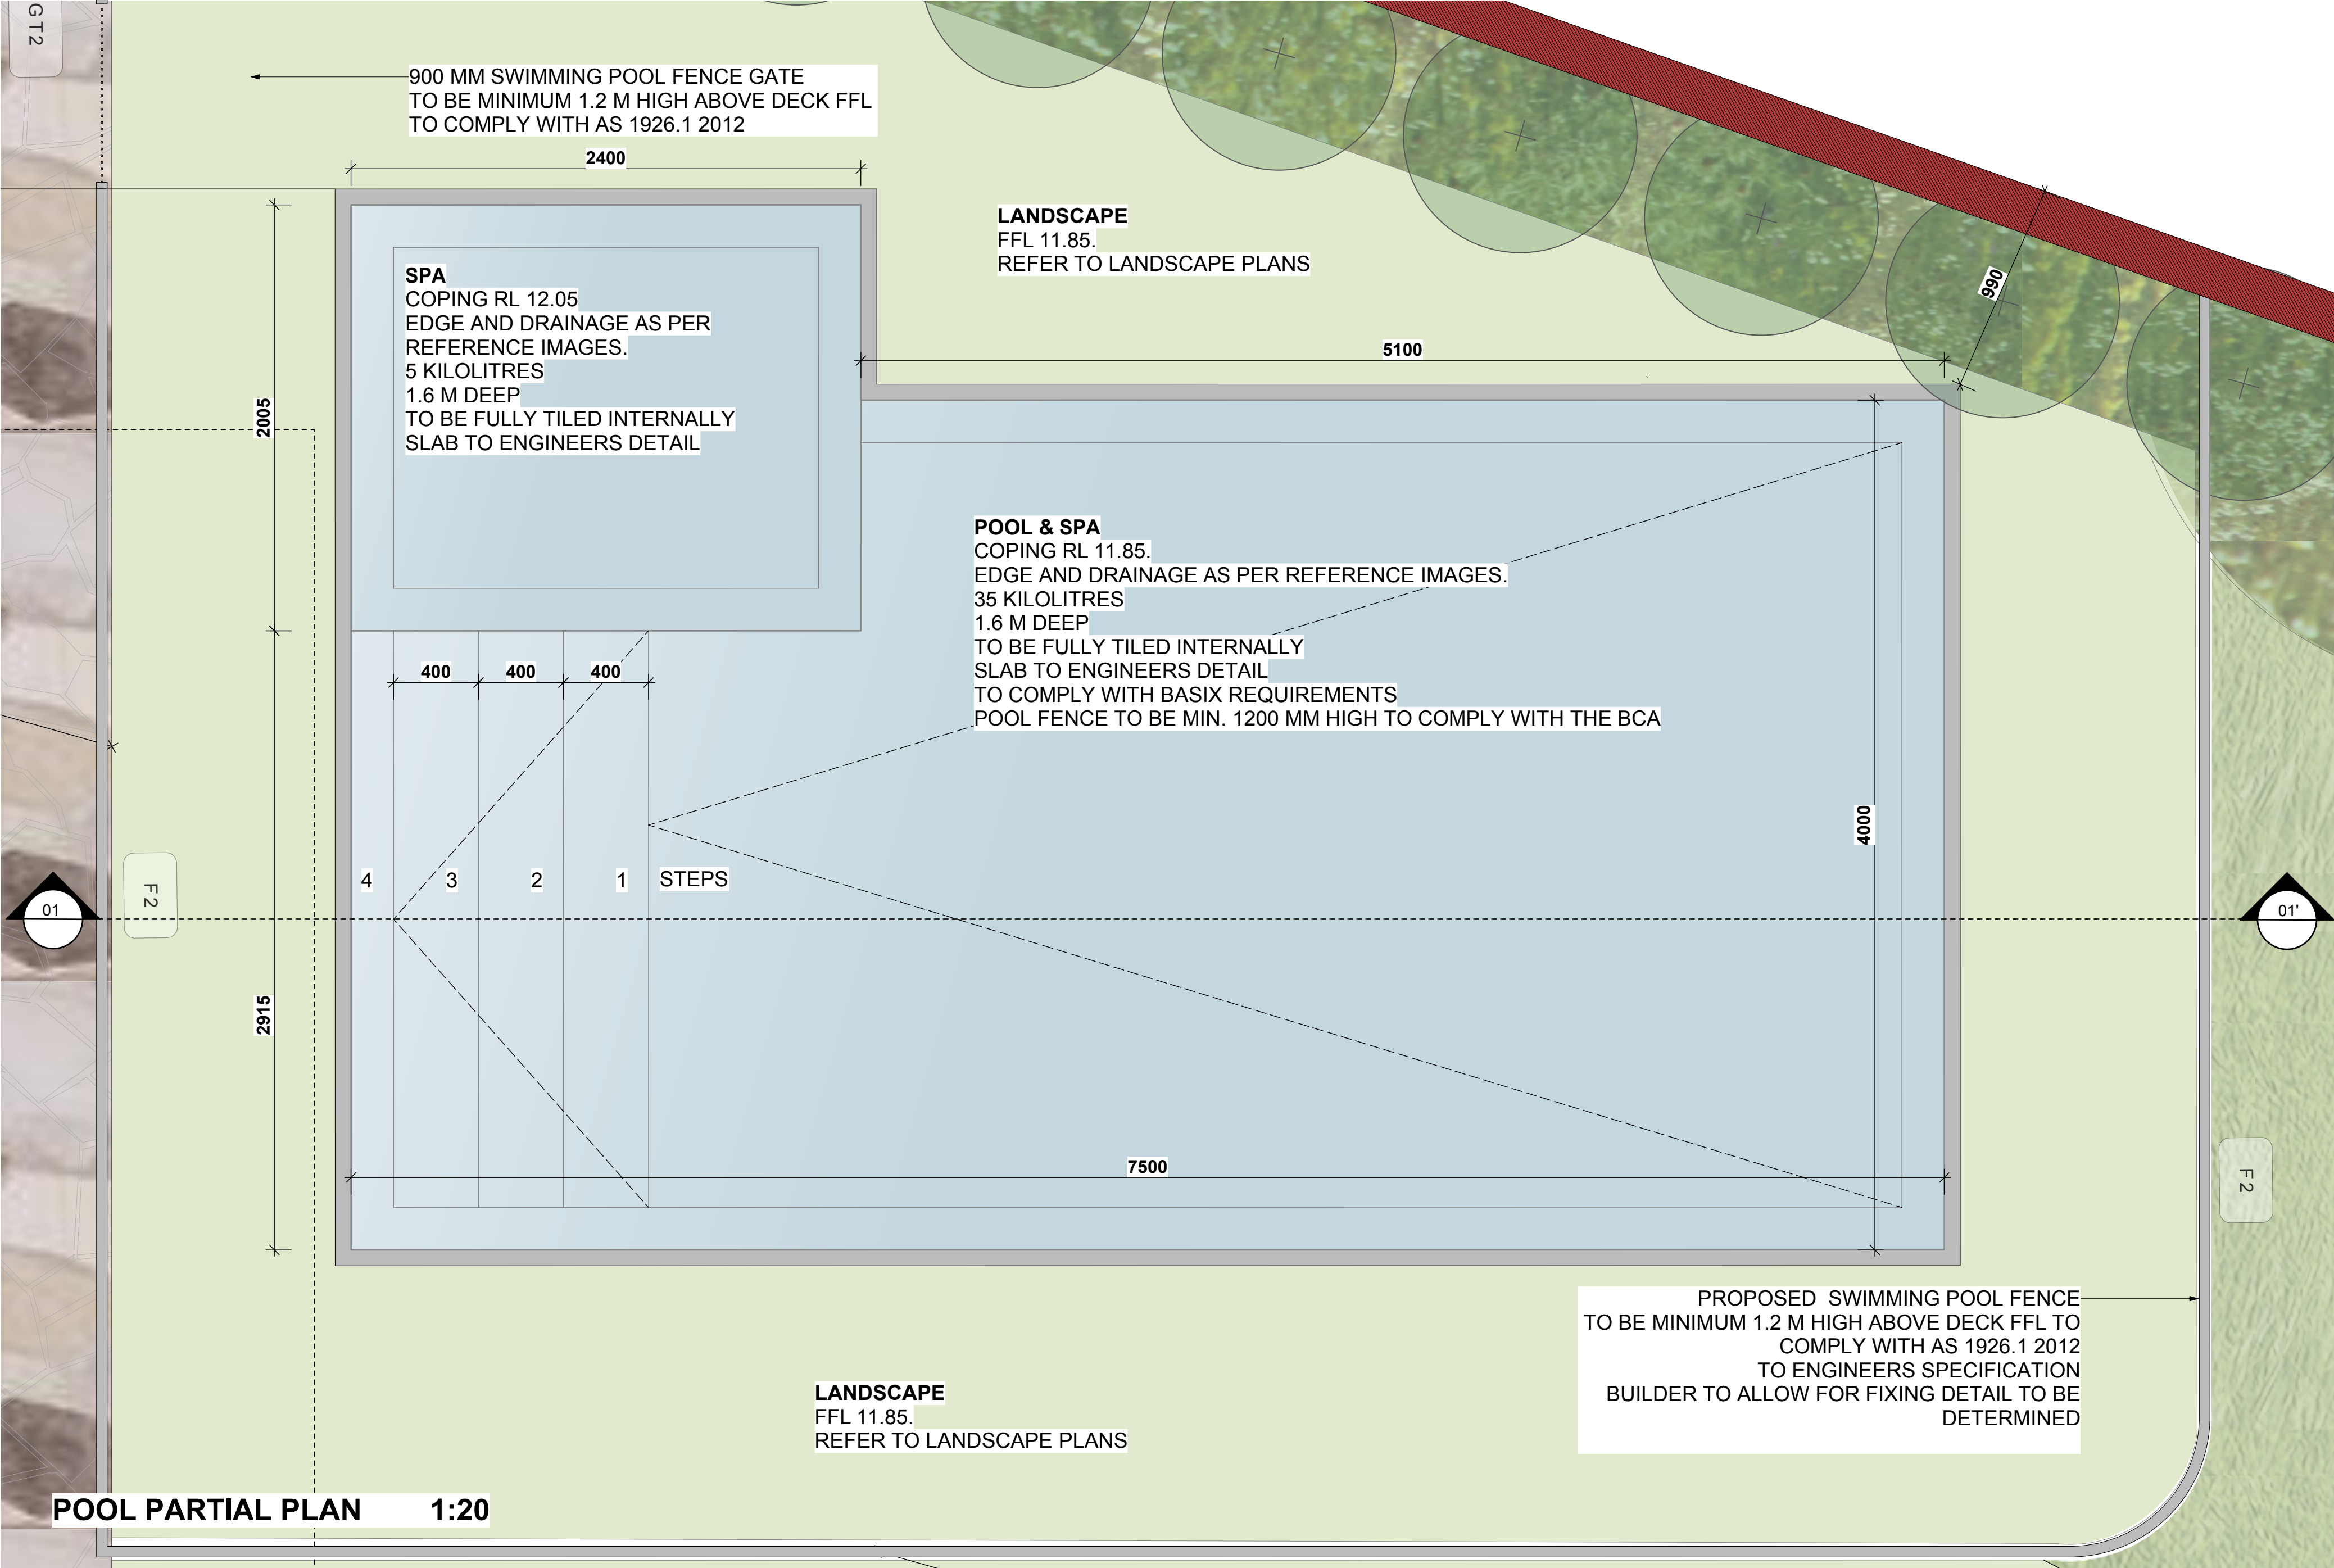 GT2
900 MM SWIMMING POOL FENCE GATE
TO BE MINIMUM 1.2 M HIGH ABOVE DECK FFL
TO COMPLY WITH AS 1926.1 2012
2400
LANDSCAPE
FFL 11.85.
REFER TO LANDSCAPE PLANS
990
SPA
COPING RL 12.05
EDGE AND DRAINAGE AS PER
REFERENCE IMAGES.
5 KILOLITRES
1.6 M DEEP
TO BE FULLY TILED INTERNALLY
SLAB TO ENGINEERS DETAIL
2005
5100
POOL & SPA
COPING RL 11.85.
EDGE AND DRAINAGE AS PER REFERENCE IMAGES.
35 KILOLITRES
1.6 M DEEP
TO BE FULLY TILED INTERNALLY
SLAB TO ENGINEERS DETAIL
TO COMPLY WITH BASIX REQUIREMENTS
POOL FENCE TO BE MIN. 1200 MM HIGH TO COMPLY WITH THE BCA
400 400 400
4000
4 3 2 1 STEPS
F2
01
01'
2915
7500
F2
PROPOSED SWIMMING POOL FENCE
TO BE MINIMUM 1.2 M HIGH ABOVE DECK FFL TO
COMPLY WITH AS 1926.1 2012
TO ENGINEERS SPECIFICATION
BUILDER TO ALLOW FOR FIXING DETAIL TO BE
DETERMINED
LANDSCAPE
FFL 11.85.
REFER TO LANDSCAPE PLANS
POOL PARTIAL PLAN 1:20